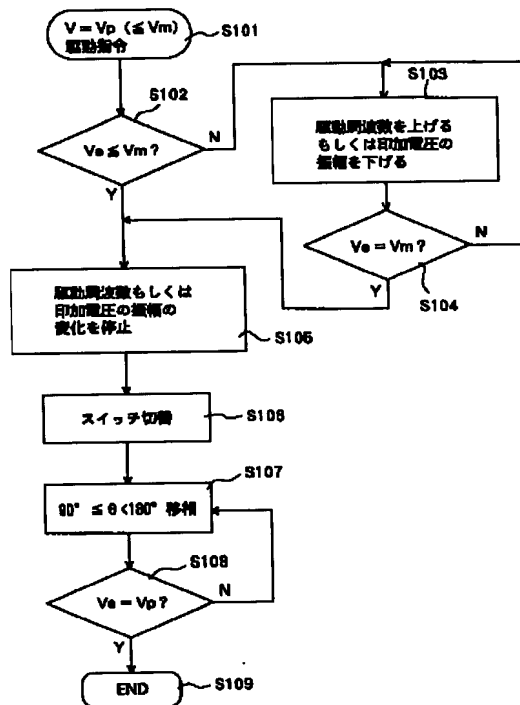 V = Vp (≦ Vm)
駆動指令
S101
S102
Ve ≦ Vm ?
N
Y
S103
駆動周波数を上げる
もしくは印加電圧の
振幅を下げる
Ve = Vm ?
N
Y
S104
駆動周波数もしくは
印加電圧の振幅の
変化を停止
S105
スイッチ切替
S106
S107
90° ≦ θ <180° 移相
S108
Ve = Vp ?
N
Y
END
S109